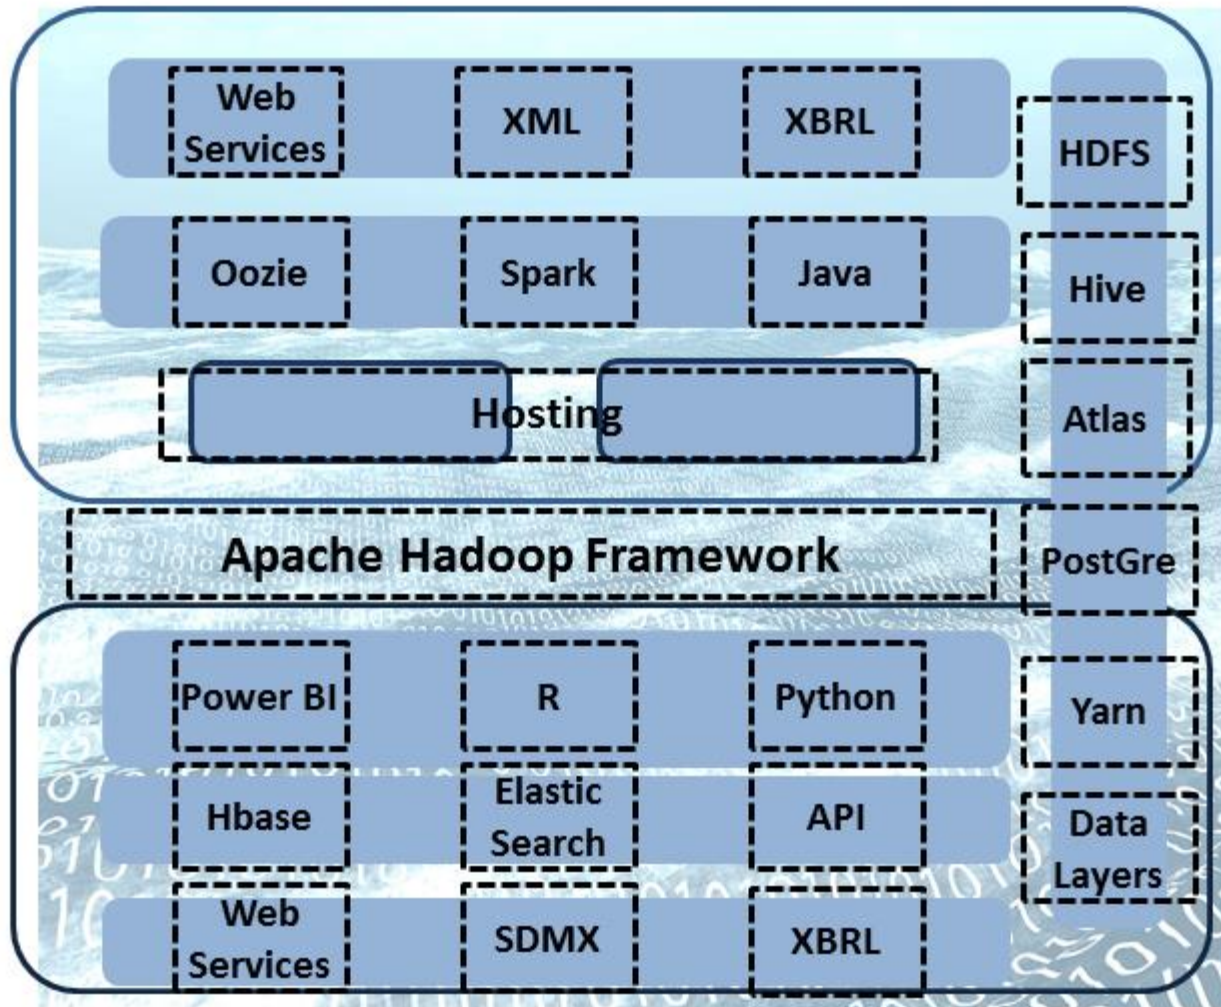 Web
Services
XML
XBRL
HDFS
Oozie
Spark
Java
Hive
Hosting
Atlas
Apache Hadoop Framework
PostGre
Power BI
R
Python
Yarn
Hbase
Elastic
Search
API
Data
Layers
Web
Services
SDMX
XBRL